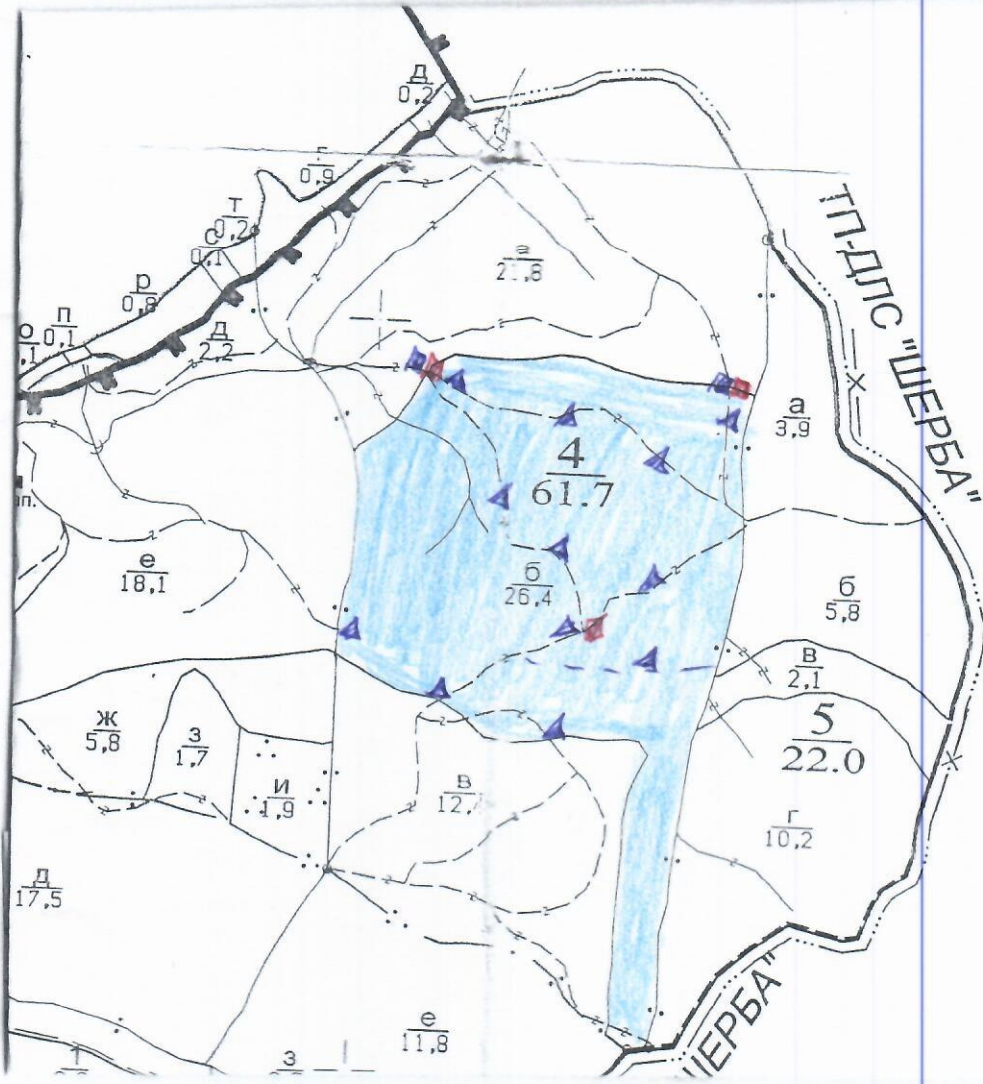 Д
0,2
г
0,9
Т
0,2
с
0,1
р
0,8
п
0,1
о
,1
Д
2,2
а
21,8
ТП-ДЛС "ШЕРБА"
а
3,9
4
61.7
е
18,1
б
26,4
б
5,8
в
2,1
ж
5,8
з
1,7
и
1,9
в
5
22.0
г
10,2
Д
17,5
е
11,8
з
ШЕРБА"